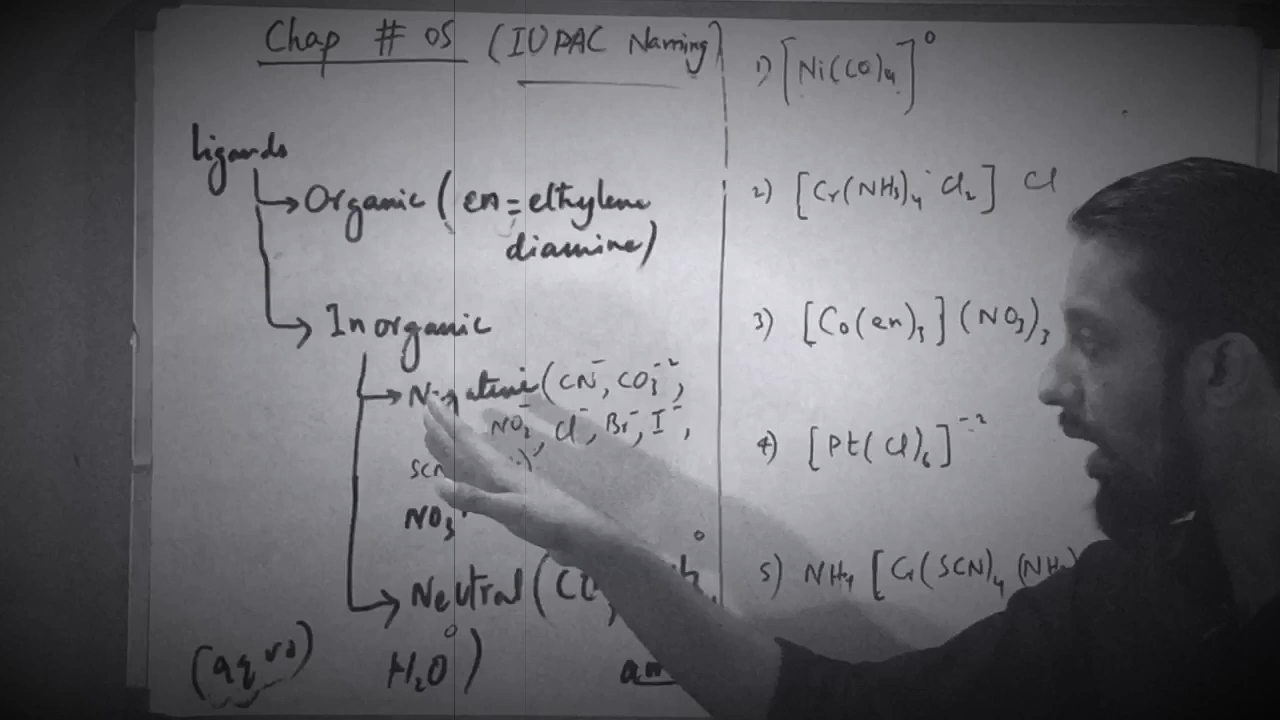 Chap # 05 (IUPAC Naming)
Ligands
Organic (en = ethylene
diamine)
Inorganic
Negative (CN⁻, CO₃⁻²,
NO₂⁻, Cl⁻, Br⁻, I⁻,
SCN
NO₃
Neutral (CO
H₂O⁰)
(aqua)
1) [Ni(CO)₄]⁰
2) [Cr(NH₃)₄ Cl₂] Cl
3) [Co(en)₃] (NO₃)₃
4) [Pt(Cl)₆]⁻²
5) NH₄ [Cr(SCN)₄ (NH₃)